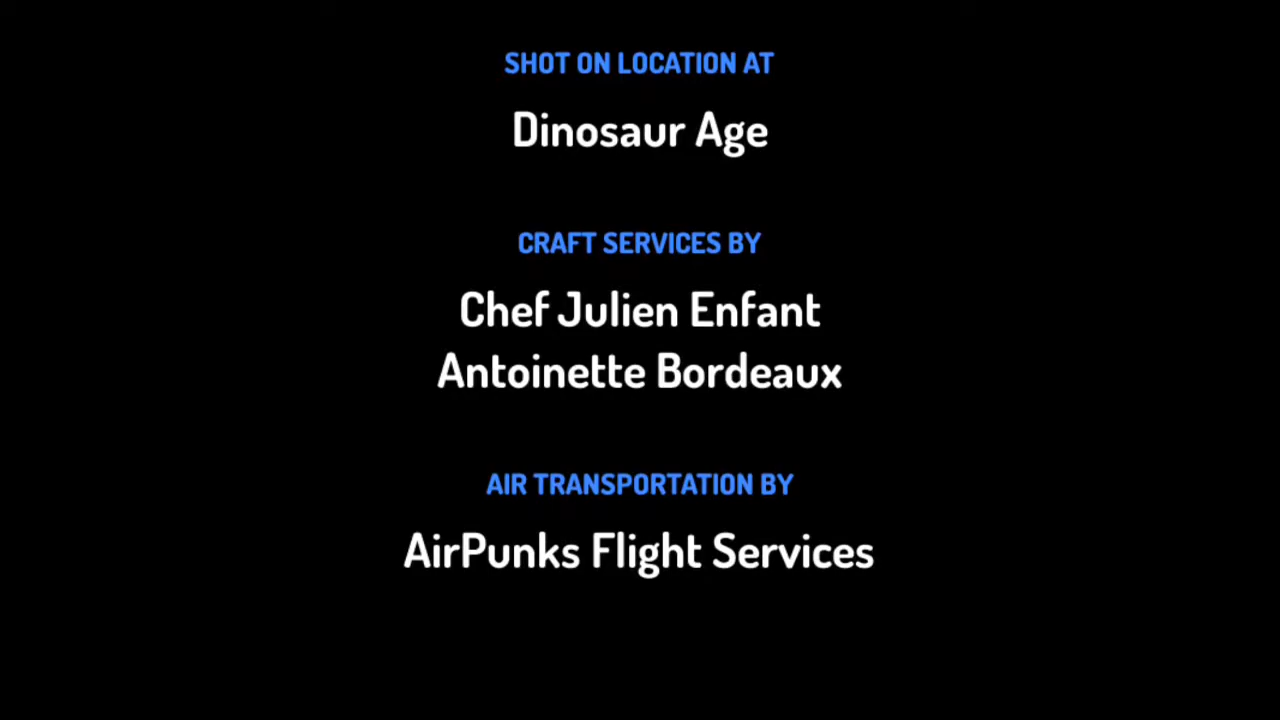 SHOT ON LOCATION AT
Dinosaur Age
CRAFT SERVICES BY
Chef Julien Enfant
Antoinette Bordeaux
AIR TRANSPORTATION BY
AirPunks Flight Services